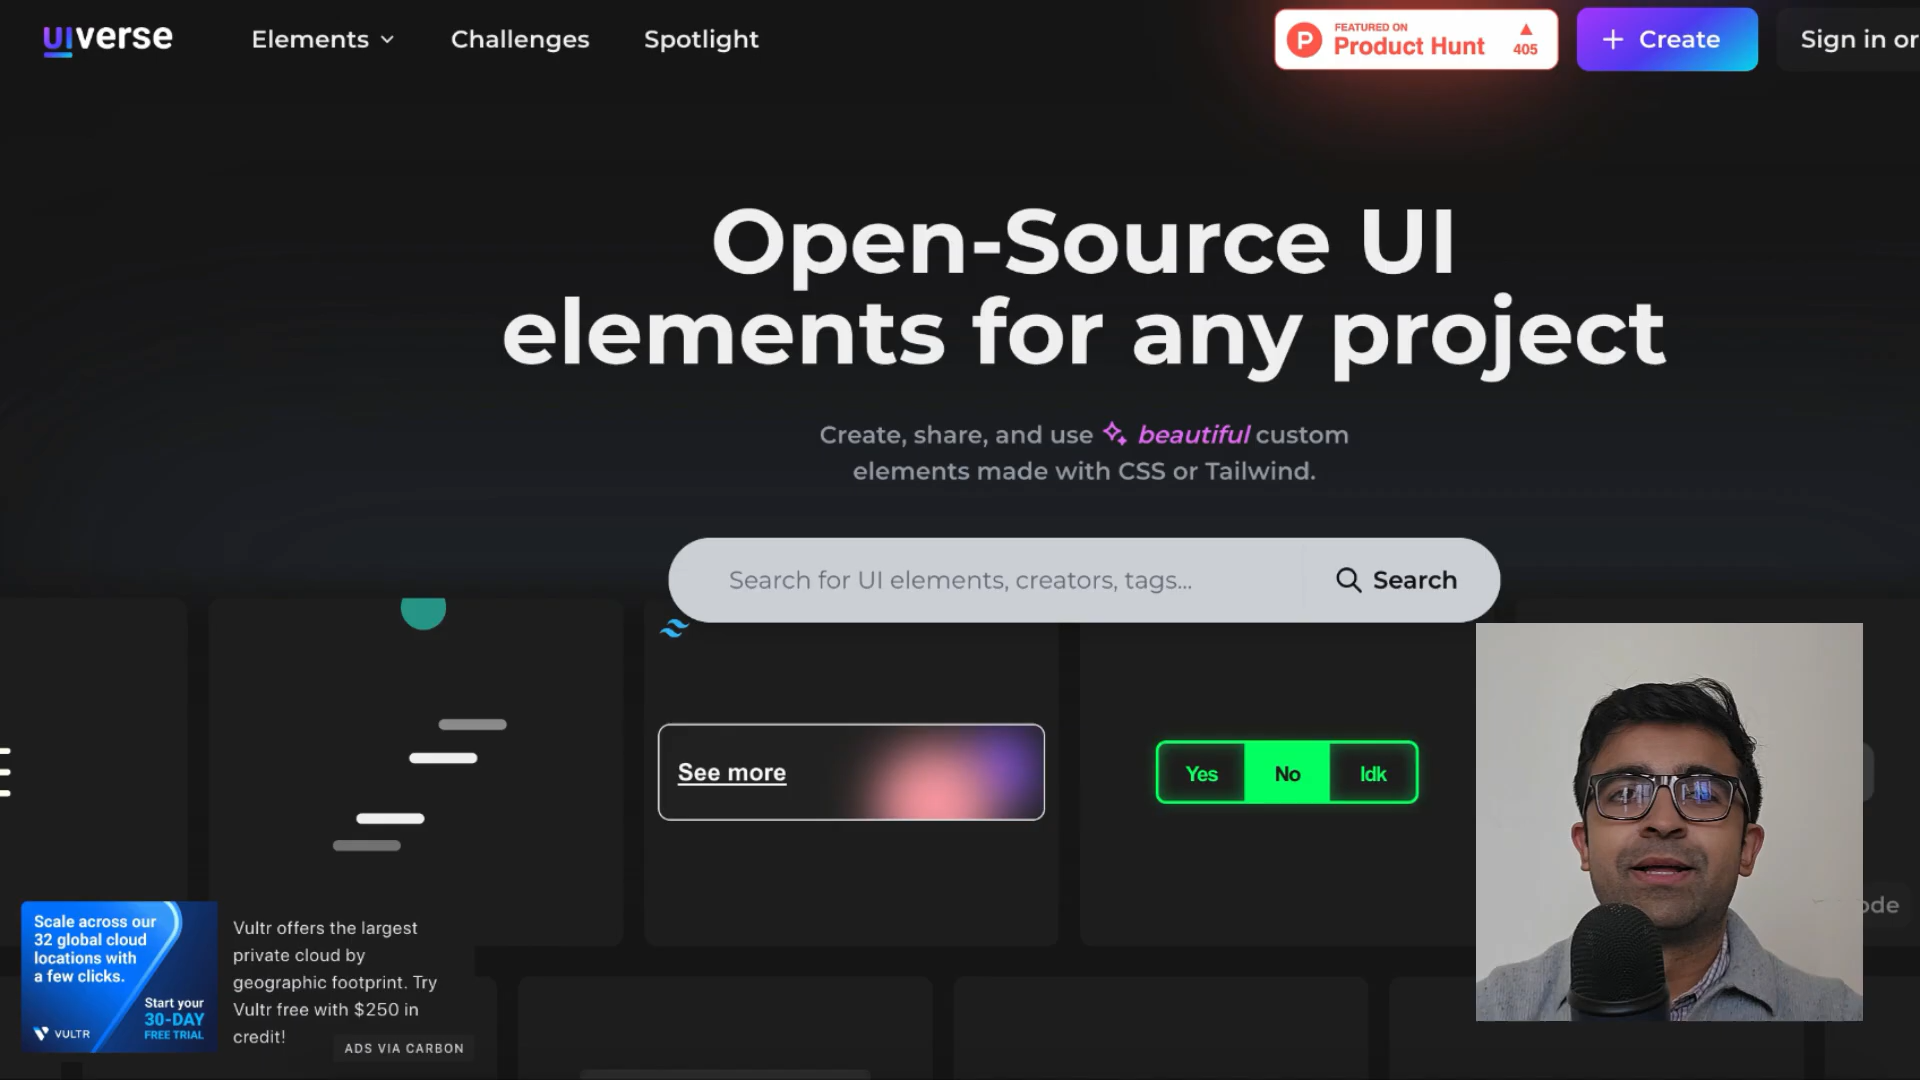 uiverse
Elements
Challenges
Spotlight
P
FEATURED ON
Product Hunt
405
Create
Sign in or
Open-Source UI
elements for any project
Create, share, and use beautiful custom
elements made with CSS or Tailwind.
Search for UI elements, creators, tags...
Search
See more
Yes
No
Idk
Scale across our
32 global cloud
locations with
a few clicks.
Start your
30-DAY
FREE TRIAL
VULTR
Vultr offers the largest
private cloud by
geographic footprint. Try
Vultr free with $250 in
credit!
ADS VIA CARBON